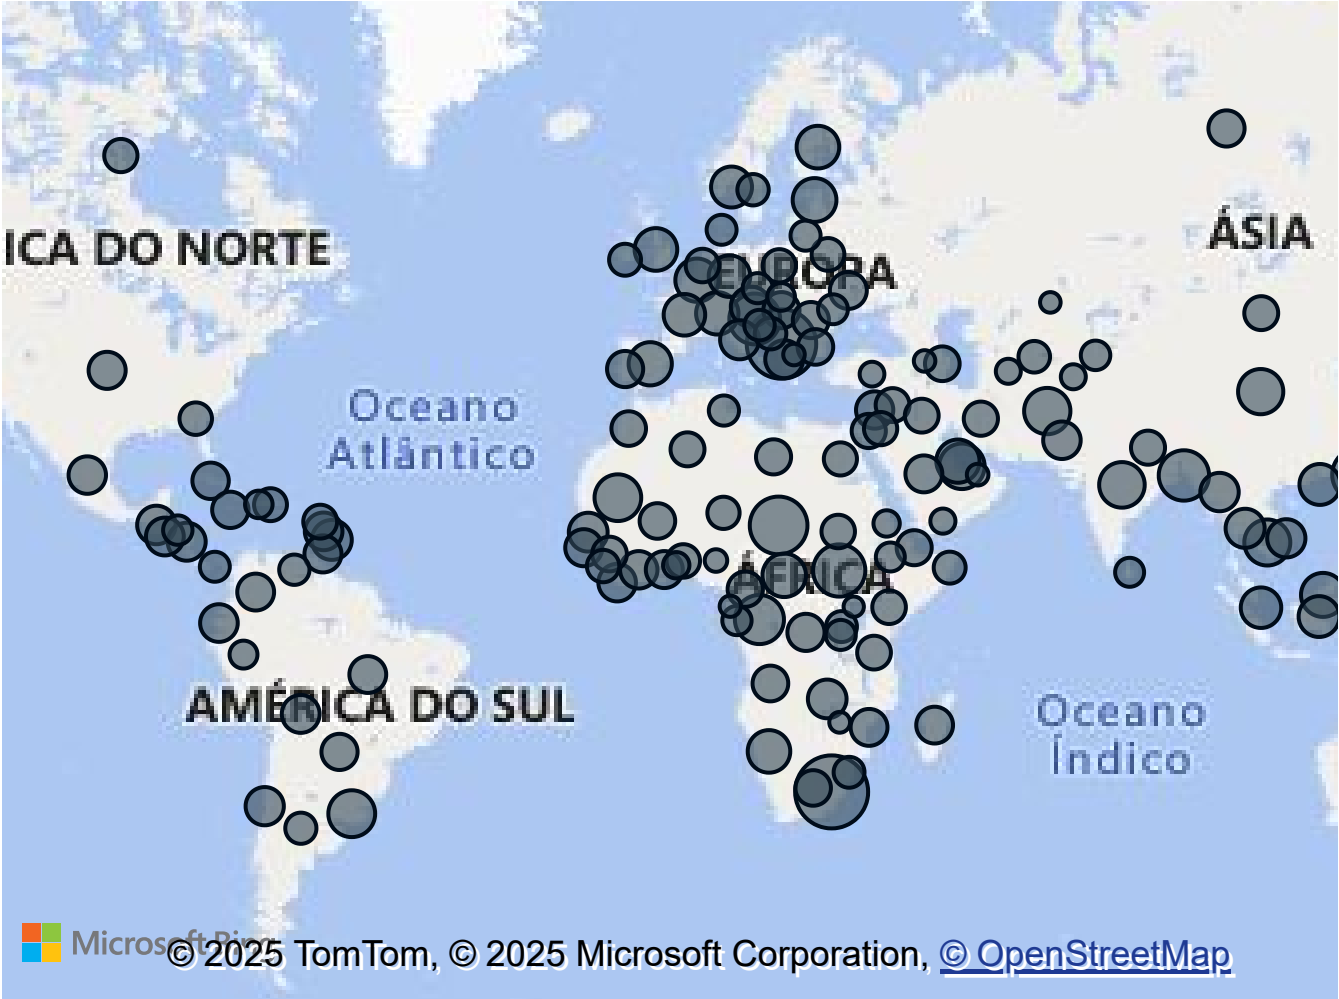 ÁSIA
ICA DO NORTE
EUROPA
Oceano
Atlântico
ÁFRICA
AMÉRICA DO SUL
Oceano
Índico
Microsoft Bing
© 2025 TomTom, © 2025 Microsoft Corporation, © OpenStreetMap